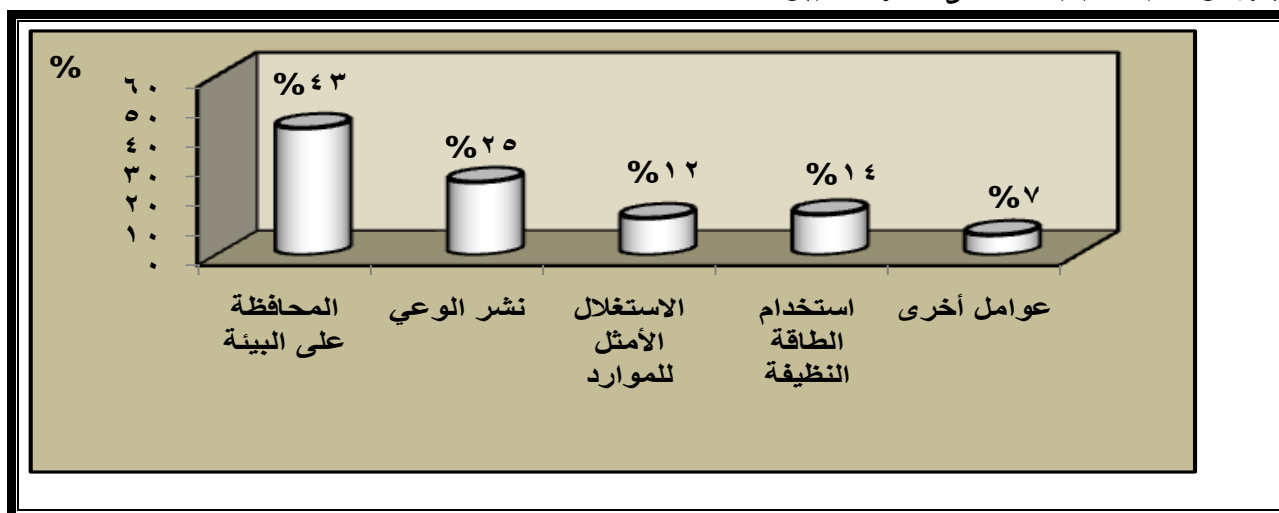 %
٦٠
٥٠
٤٠
٣٠
٢٠
١٠
٠
%٤٣
%٢٥
%١٢
%١٤
%٧
المحافظة
على البيئة
نشر الوعي
الاستغلال
الأمثل
للموارد
استخدام
الطاقة
النظيفة
عوامل أخرى